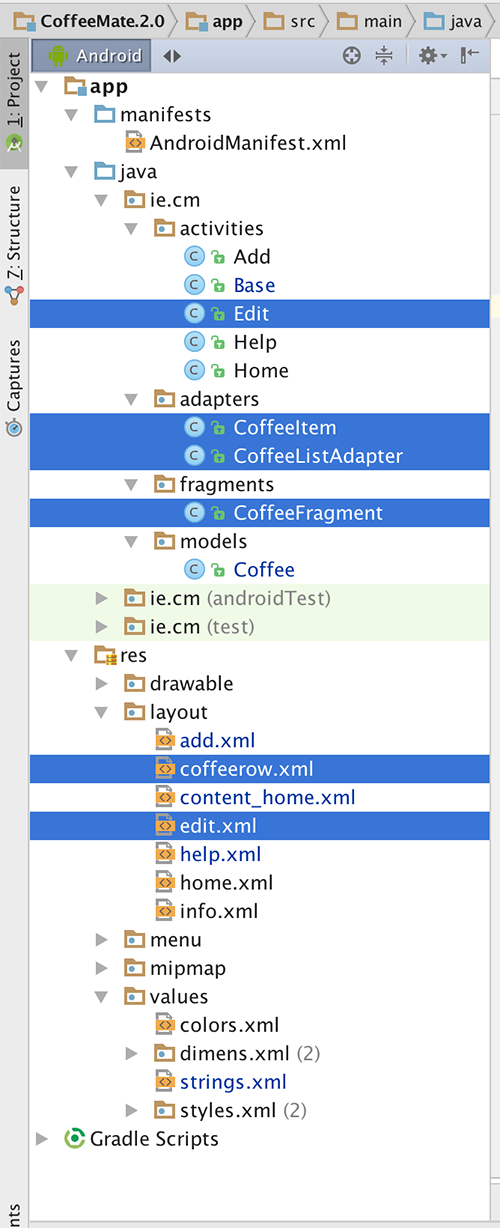 CoffeeMate.2.0 app src main java
Android
1: Project
Z: Structure
Captures
app
manifests
AndroidManifest.xml
java
ie.cm
activities
C Add
C Base
C Edit
C Help
C Home
adapters
C CoffeeItem
C CoffeeListAdapter
fragments
C CoffeeFragment
models
C Coffee
ie.cm (androidTest)
ie.cm (test)
res
drawable
layout
add.xml
coffeerow.xml
content_home.xml
edit.xml
help.xml
home.xml
info.xml
menu
mipmap
values
colors.xml
dimens.xml (2)
strings.xml
styles.xml (2)
Gradle Scripts
nts